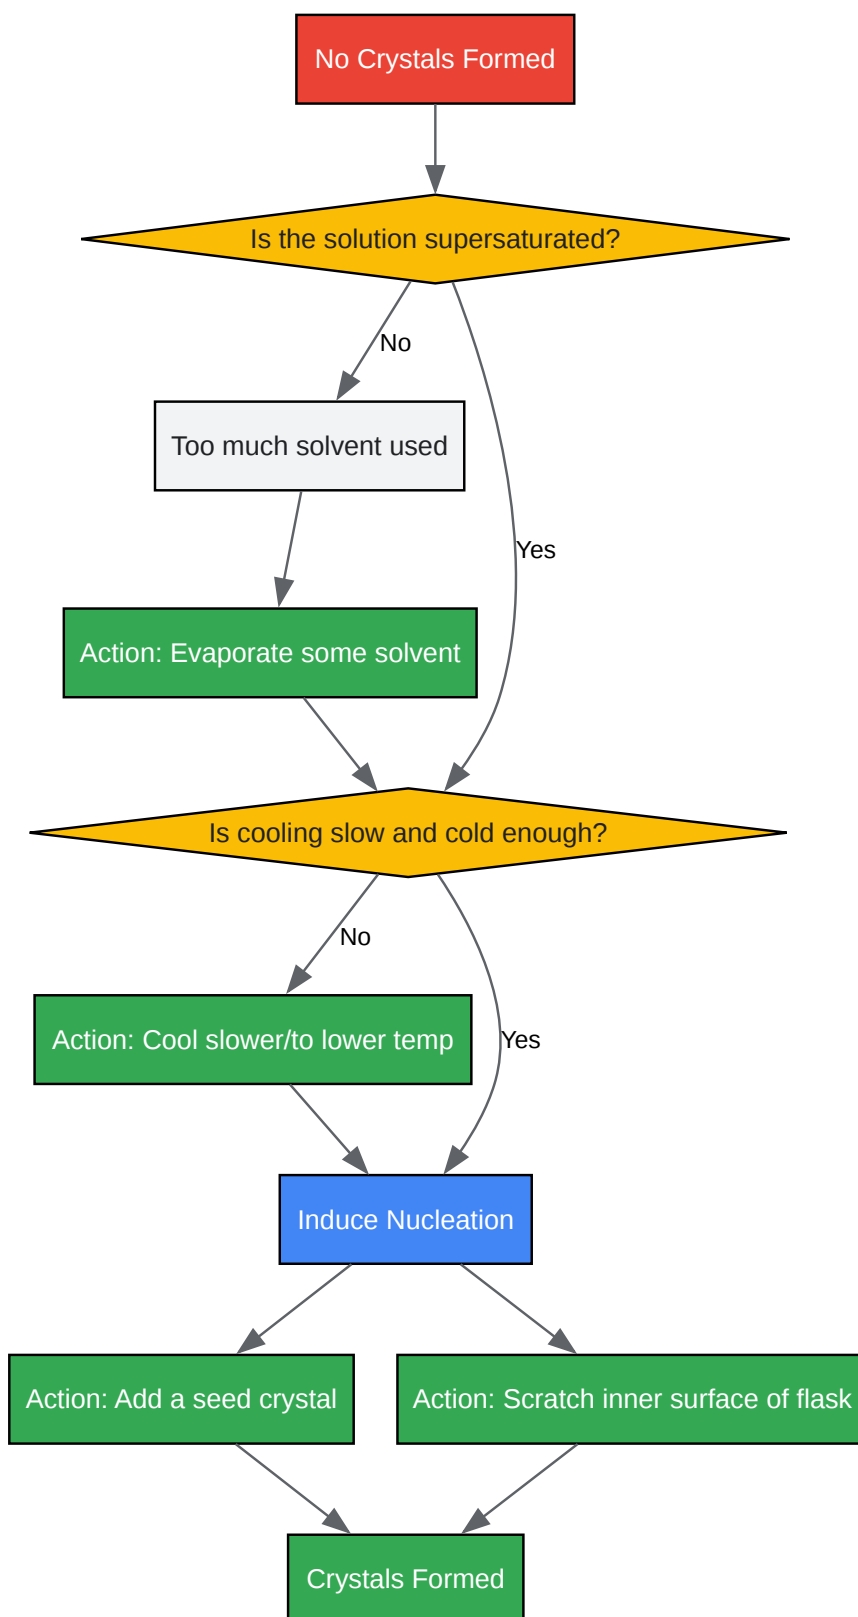 No Crystals Formed
Is the solution supersaturated?
No
Too much solvent used
Yes
Action: Evaporate some solvent
Is cooling slow and cold enough?
No
Action: Cool slower/to lower temp
Yes
Induce Nucleation
Action: Add a seed crystal
Action: Scratch inner surface of flask
Crystals Formed